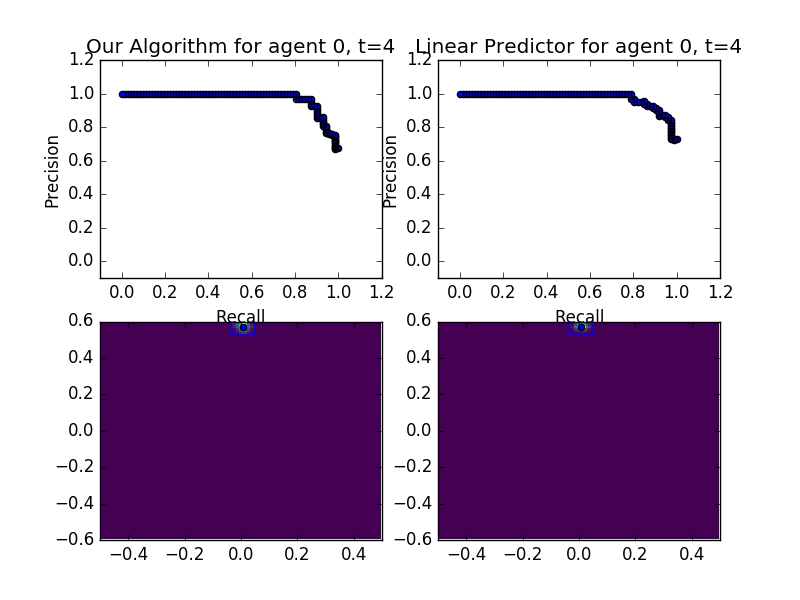 Our Algorithm for agent 0, t=4
Linear Predictor for agent 0, t=4
1.2
1.0
0.8
0.6
0.4
0.2
0.0
Precision
0.0 0.2 0.4 0.6 0.8 1.0 1.2
Recall
1.2
1.0
0.8
0.6
0.4
0.2
0.0
Precision
0.0 0.2 0.4 0.6 0.8 1.0 1.2
Recall
0.6
0.4
0.2
0.0
−0.2
−0.4
−0.6
−0.4 −0.2 0.0 0.2 0.4
0.6
0.4
0.2
0.0
−0.2
−0.4
−0.6
−0.4 −0.2 0.0 0.2 0.4